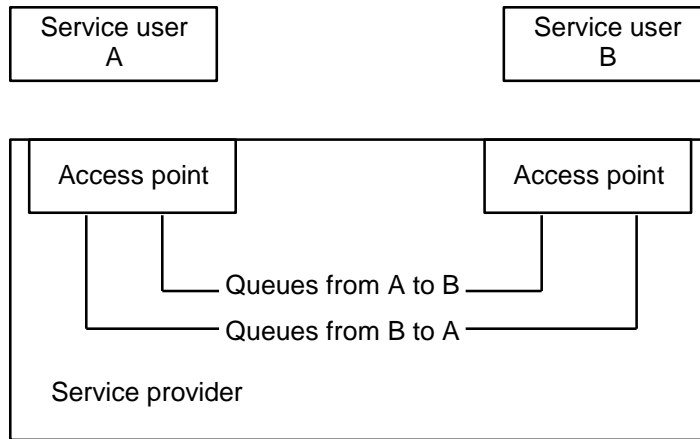 Service user
A
Service user
B
Access point
Access point
Queues from A to B
Queues from B to A
Service provider